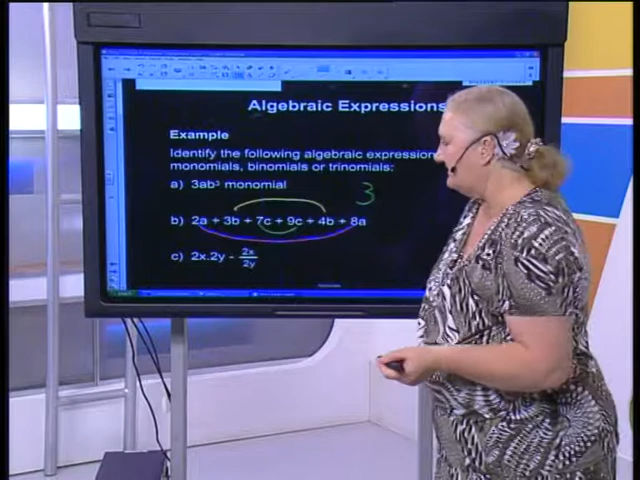 Algebraic Expressions
Example
Identify the following algebraic expression
monomials, binomials or trinomials:
a) 3ab³ monomial
3
b) 2a + 3b + 7c + 9c + 4b + 8a
c) 2x.2y - 2x/2y